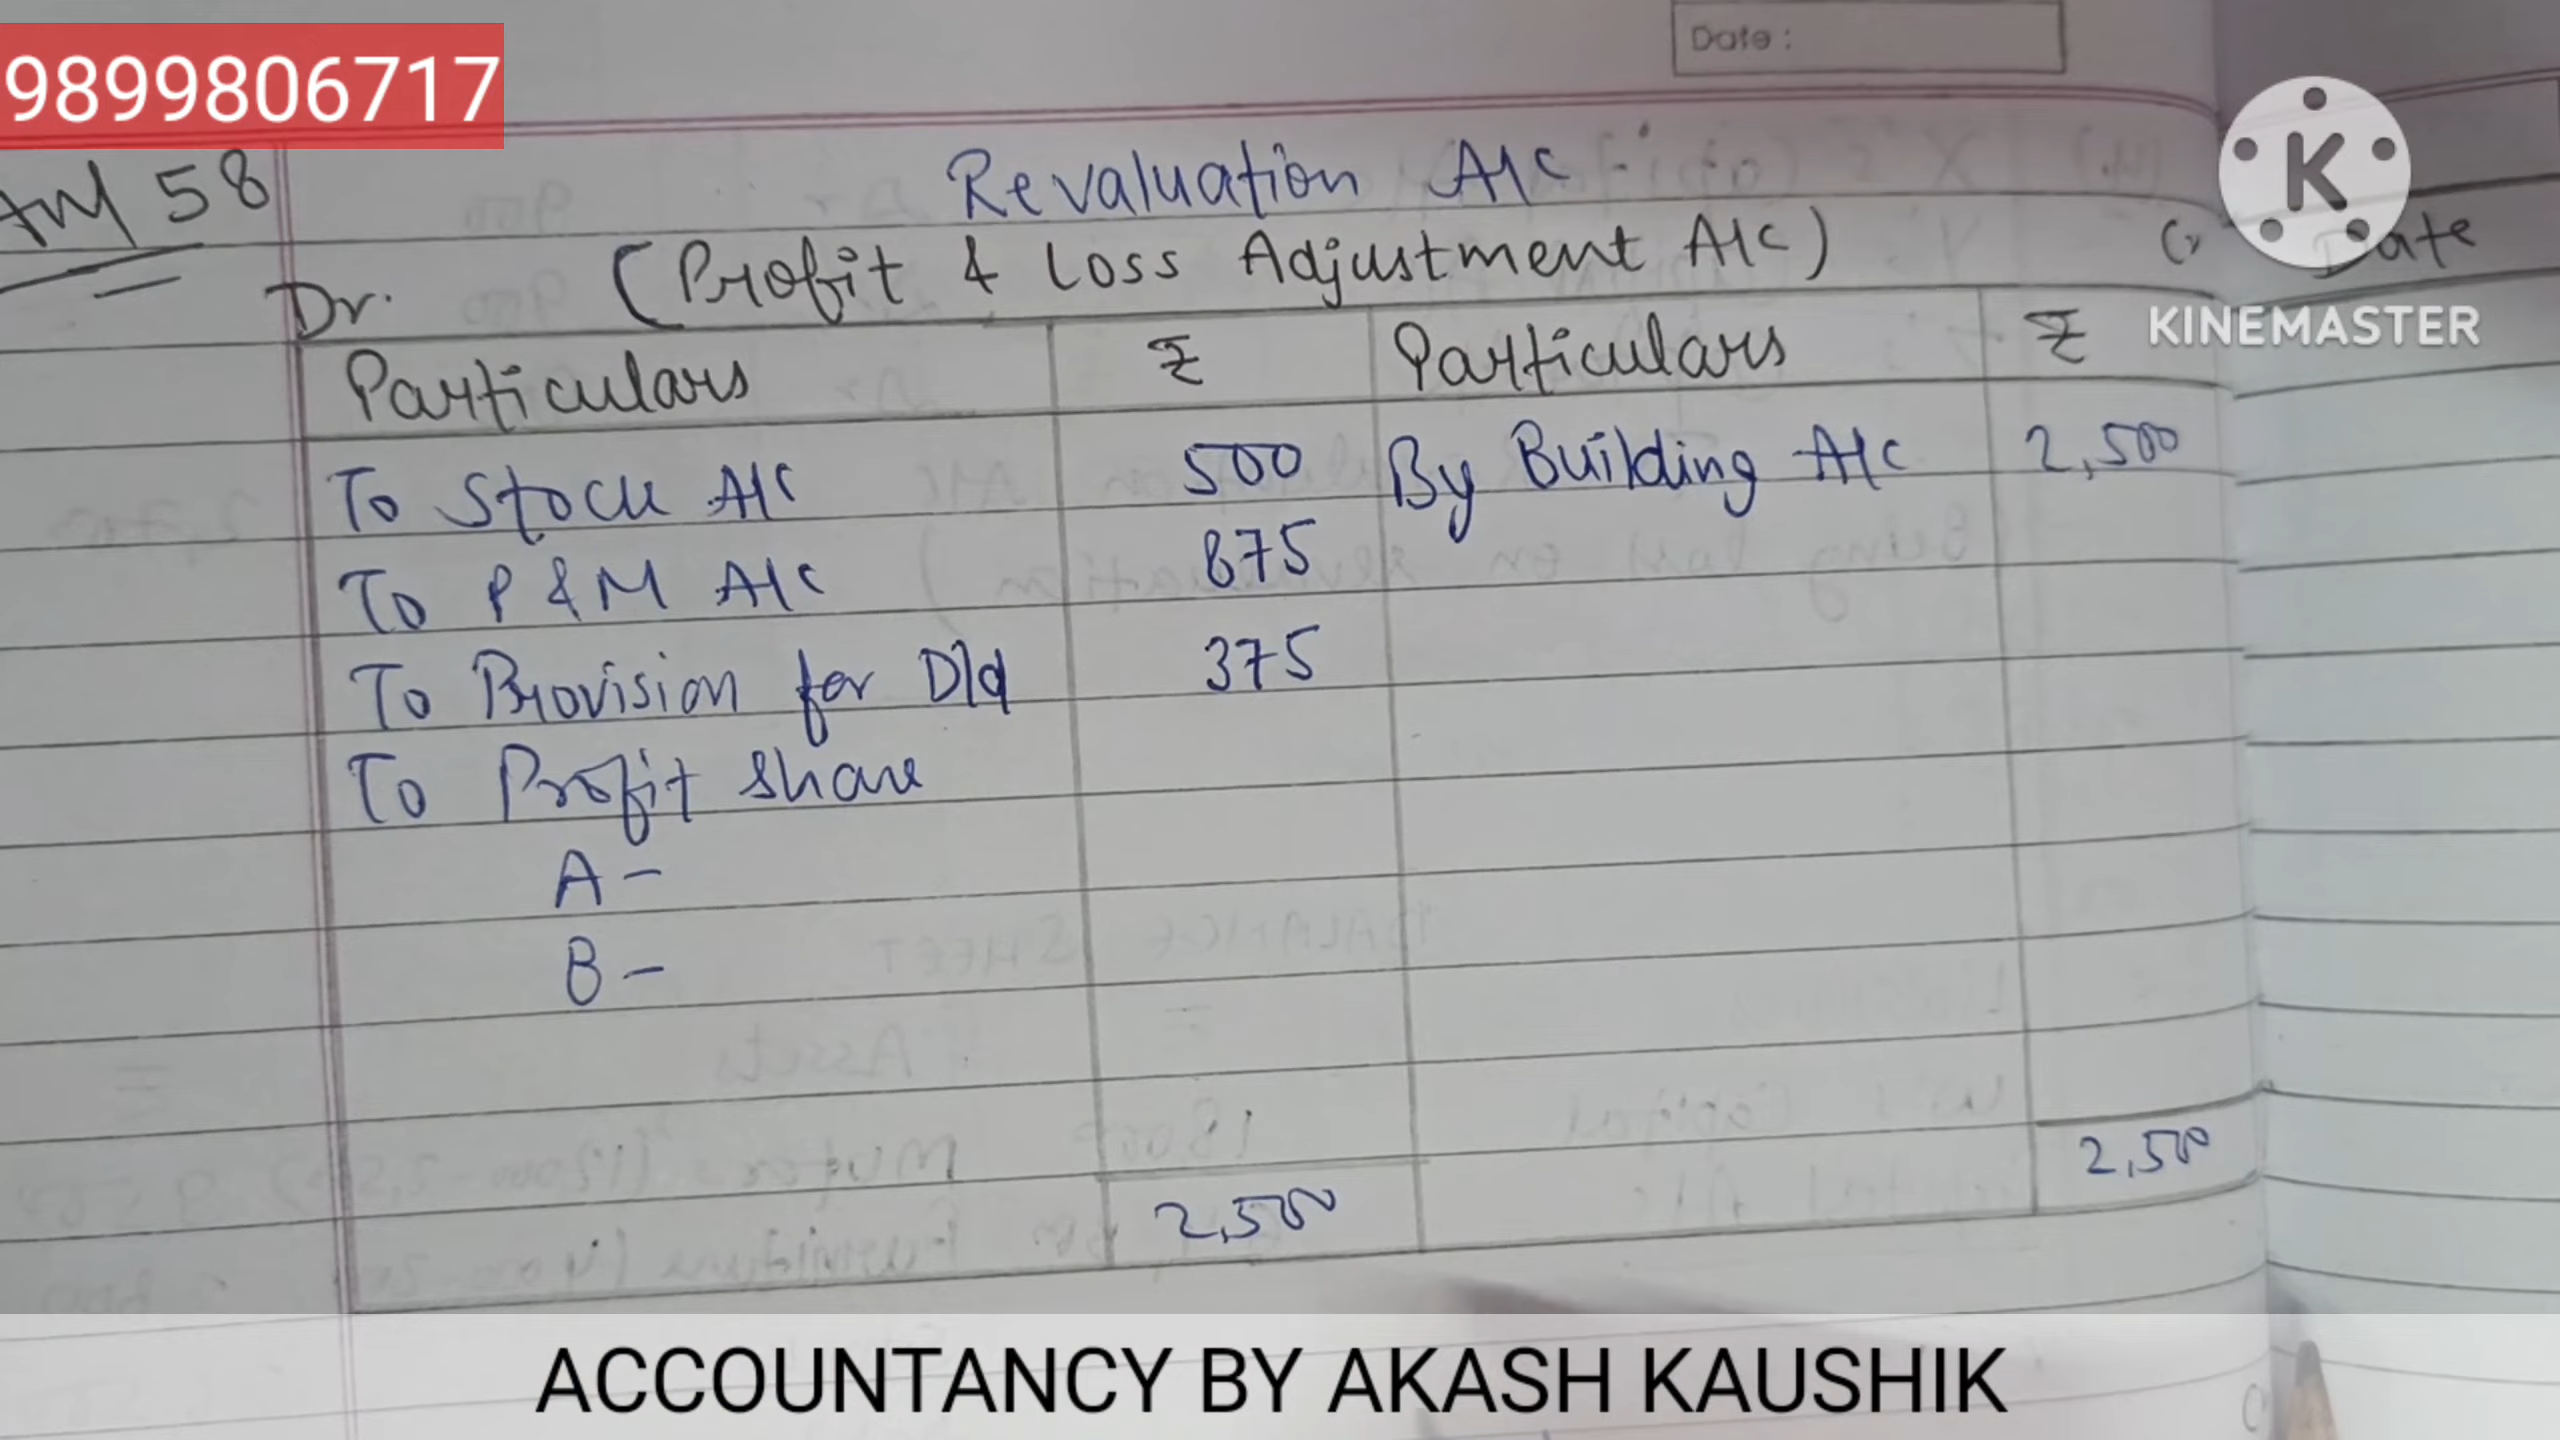 9899806717
Date :
Ans 58
Revaluation A/c
(Profit & Loss Adjustment A/c)
Dr.
Date
KINEMASTER
Particulars ₹ Particulars ₹
To Stock A/c 500 By Building A/c 2,500
To P & M A/c 875
To Provision for D/d 375
To Profit share
A -
B -
2,500 2,500
ACCOUNTANCY BY AKASH KAUSHIK